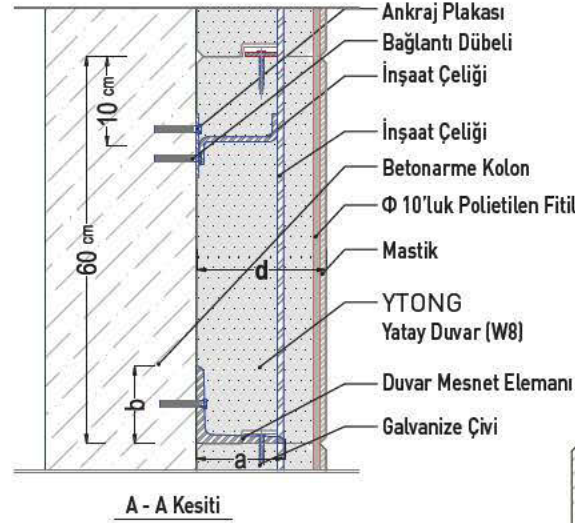 Ankraj Plakası
Bağlantı Dübeli
İnşaat Çeliği
İnşaat Çeliği
Betonarme Kolon
Φ 10'luk Polietilen Fitil
Mastik
YTONG
Yatay Duvar (W8)
Duvar Mesnet Elemanı
Galvanize Çivi
10 cm
60 cm
d
b
a
A - A Kesiti